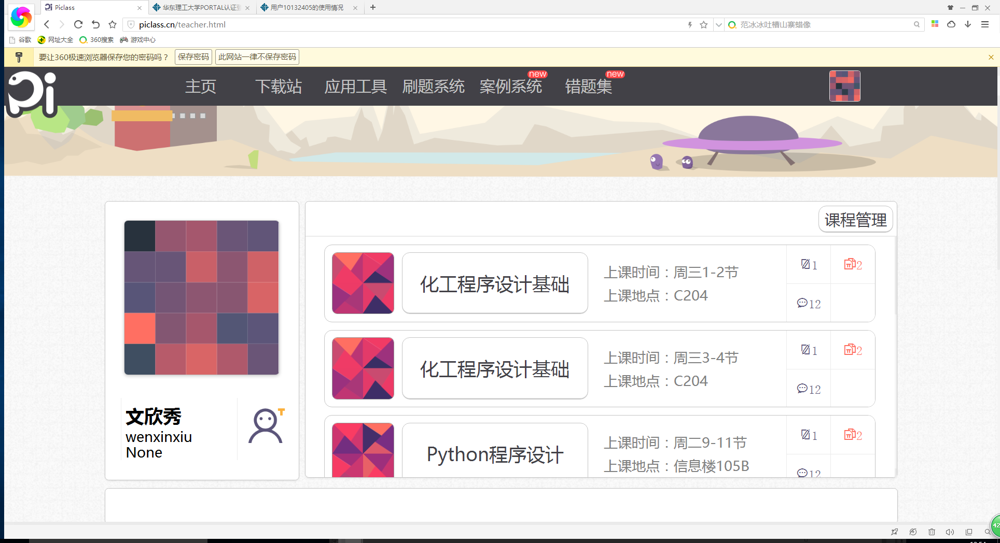 Piclass
华东理工大学PORTAL认证登
用户10132405的使用情况
piclass.cn/teacher.html
范冰冰吐槽山寨蜡像
谷歌
网址大全
360搜索
游戏中心
要让360极速浏览器保存您的密码吗？
保存密码
此网站一律不保存密码
主页
下载站
应用工具
刷题系统
案例系统
new
错题集
new
课程管理
化工程序设计基础
上课时间：周三1-2节
上课地点：C204
1
2
12
化工程序设计基础
上课时间：周三3-4节
上课地点：C204
1
2
12
Python程序设计
上课时间：周二9-11节
上课地点：信息楼105B
1
2
12
文欣秀
wenxinxiu
None
42